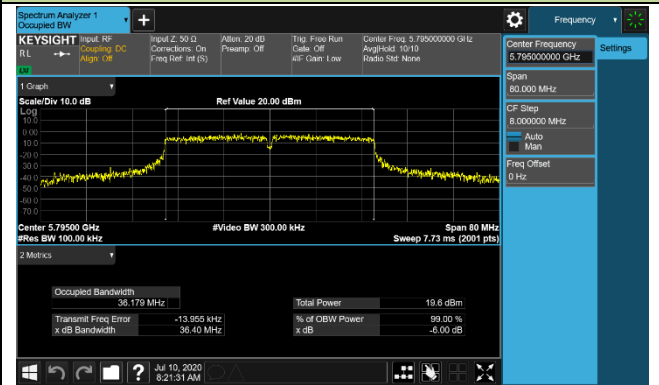 Spectrum Analyzer 1
Occupied BW
+
Frequency
KEYSIGHT
RL
Input: RF
Coupling: DC
Align: Off
Input Z: 50 Ω
Corrections: On
Freq Ref: Int (S)
Atten: 20 dB
Preamp: Off
Trig: Free Run
Gate: Off
#IF Gain: Low
Center Freq: 5.795000000 GHz
Avg|Hold: 10/10
Radio Std: None
Center Frequency
5.795000000 GHz
Settings
Span
80.000 MHz
CF Step
8.000000 MHz
Auto
Man
Freq Offset
0 Hz
1 Graph
Scale/Div 10.0 dB
Ref Value 20.00 dBm
Log
10.0
0.00
-10.0
-20.0
-30.0
-40.0
-50.0
-60.0
-70.0
Center 5.79500 GHz
#Video BW 300.00 kHz
Span 80 MHz
#Res BW 100.00 kHz
Sweep 7.73 ms (2001 pts)
2 Metrics
Occupied Bandwidth
36.179 MHz
Total Power 19.6 dBm
Transmit Freq Error -13.955 kHz
% of OBW Power 99.00 %
x dB Bandwidth 36.40 MHz
x dB -6.00 dB
?
Jul 10, 2020
8:21:31 AM